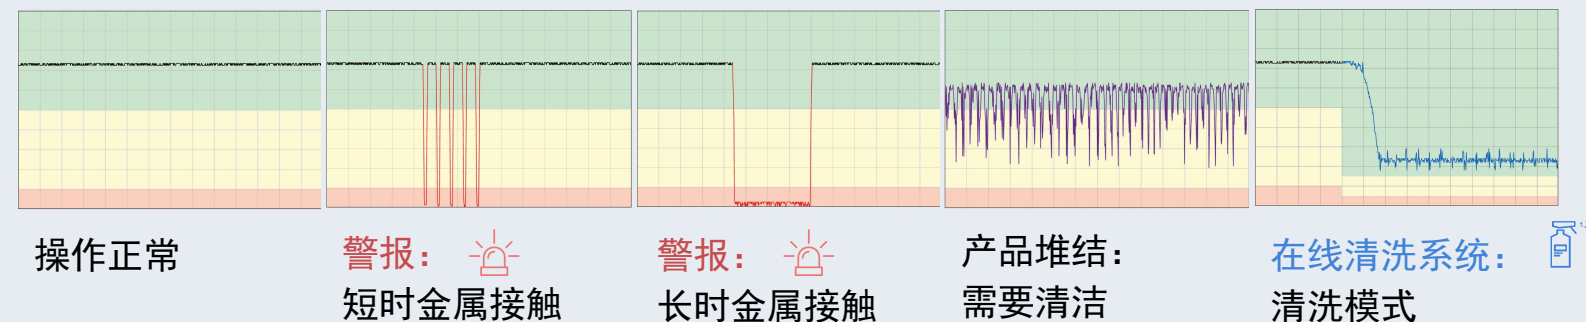 操作正常
警报：
短时金属接触
警报：
长时金属接触
产品堆结：
需要清洁
在线清洗系统：
清洗模式